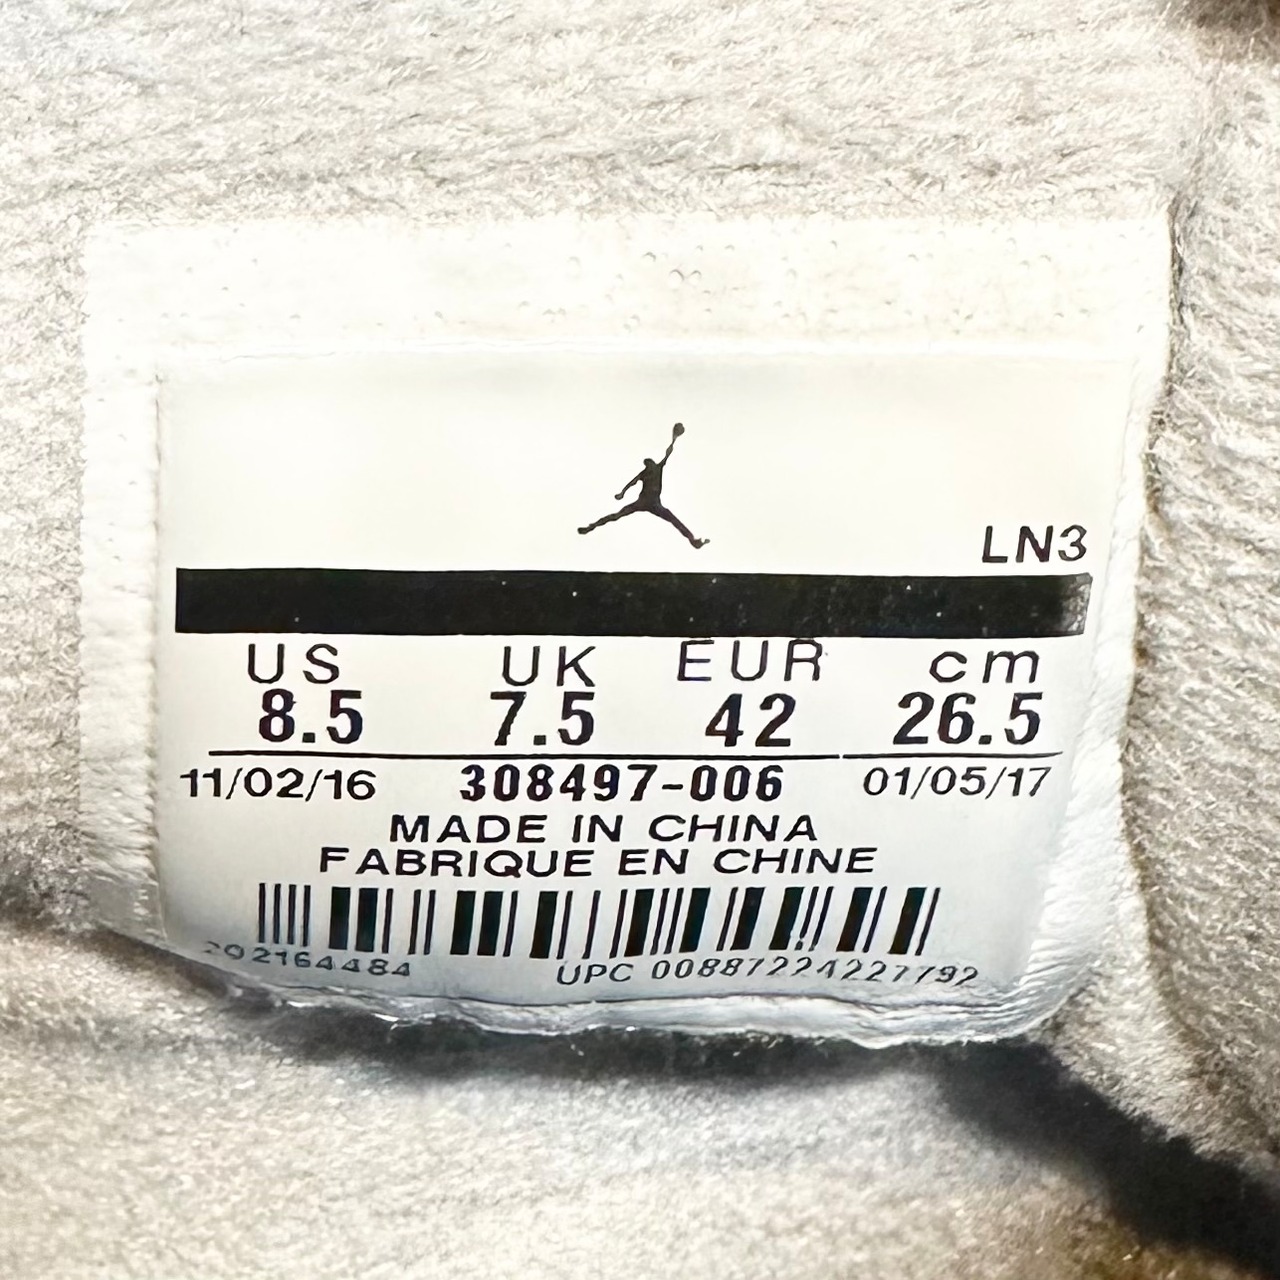 LN3
US UK EUR cm
8.5 7.5 42 26.5
11/02/16 308497-006 01/05/17
MADE IN CHINA
FABRIQUE EN CHINE
202164484 UPC 00887224227792